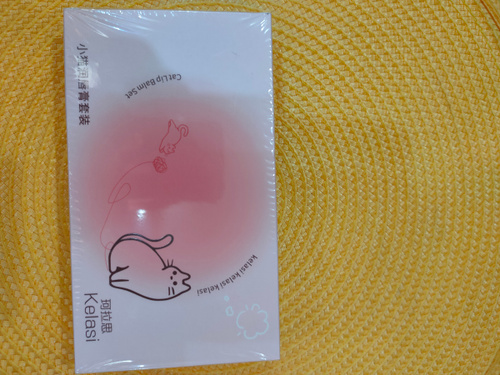 小猫润唇膏套装
Cat Lip Balm Set
kelasi kelasi kelasi
珂拉思
Kelasi